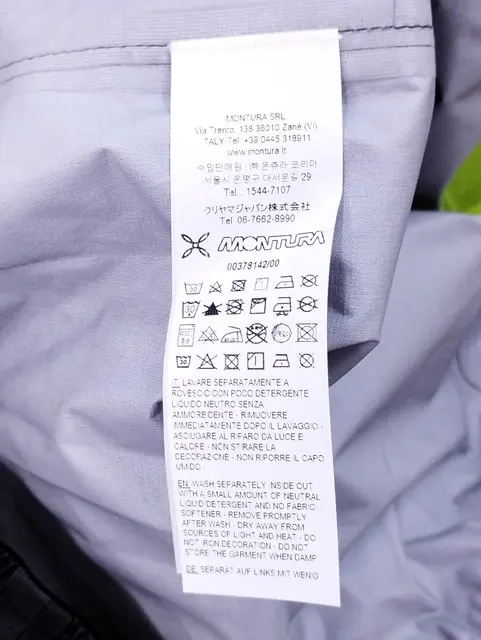 MONTURA SRL
Via Trento, 138 36010 Zanè (VI)
ITALY Tel. +39 0445 318911
www.montura.it
수입판매원 : ㈜ 몬츄라 코리아
서울시 은평구 대서문길 29
Tel. : 1544-7107
クリヤマジャパン株式会社
Tel 06-7662-8990
MONTURA
00378142/00
30
30
30
IT: LAVARE SEPARATAMENTE A
ROVESCIO CON POCO DETERGENTE
LIQUIDO NEUTRO SENZA
AMMORBIDENTE - RIMUOVERE
IMMEDIATAMENTE DOPO IL LAVAGGIO -
ASCIUGARE AL RIPARO DA LUCE E
CALORE - NON STIRARE LA
DECORAZIONE - NON RIPORRE IL CAPO
UMIDO
EN: WASH SEPARATELY INSIDE OUT
WITH A SMALL AMOUNT OF NEUTRAL
LIQUID DETERGENT AND NO FABRIC
SOFTENER - REMOVE PROMPTLY
AFTER WASH - DRY AWAY FROM
SOURCES OF LIGHT AND HEAT - DO
NOT IRON DECORATION - DO NOT
STORE THE GARMENT WHEN DAMP
DE: SEPARAT AUF LINKS MIT WENIG